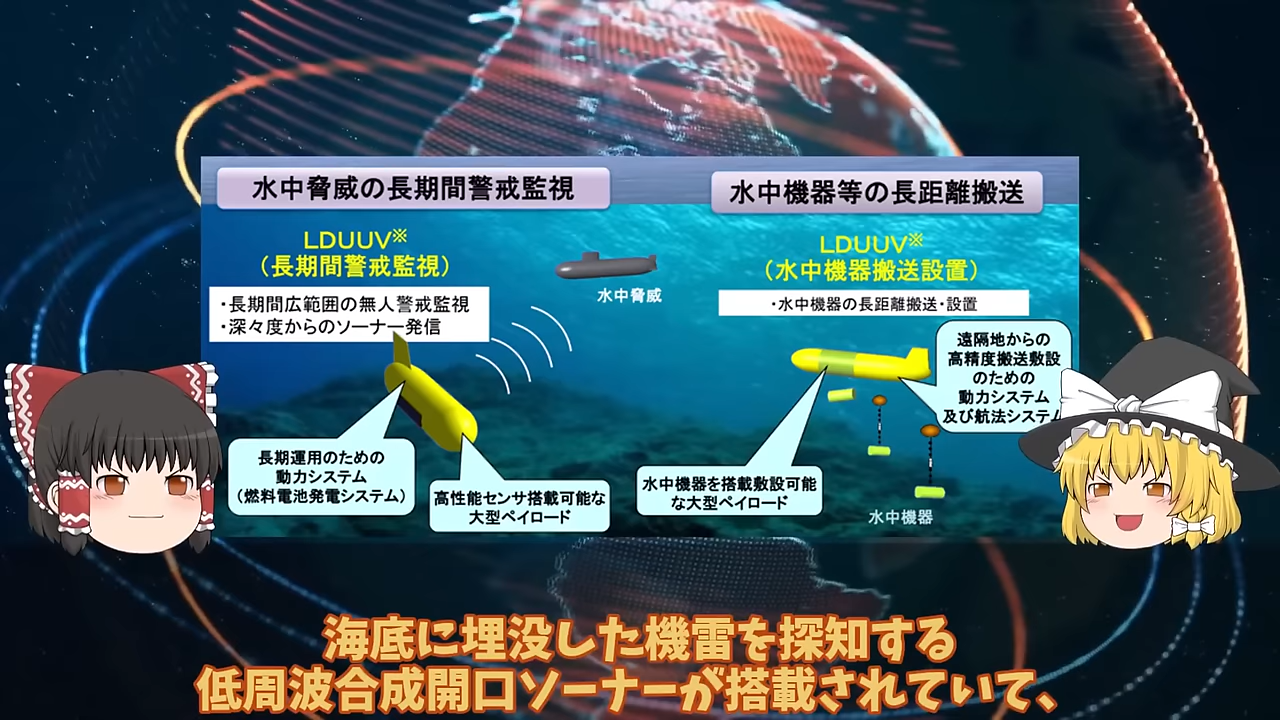 水中脅威の長期間警戒監視
LDUUV※
（長期間警戒監視）
・長期間広範囲の無人警戒監視
・深々度からのソーナー発信
水中脅威
長期運用のための
動力システム
（燃料電池発電システム）
高性能センサ搭載可能な
大型ペイロード
水中機器等の長距離搬送
LDUUV※
（水中機器搬送設置）
・水中機器の長距離搬送・設置
遠隔地からの
高精度搬送敷設
のための
動力システム
及び航法システム
水中機器を搭載敷設可能
な大型ペイロード
水中機器
海底に埋没した機雷を探知する
低周波合成開口ソーナーが搭載されていて、